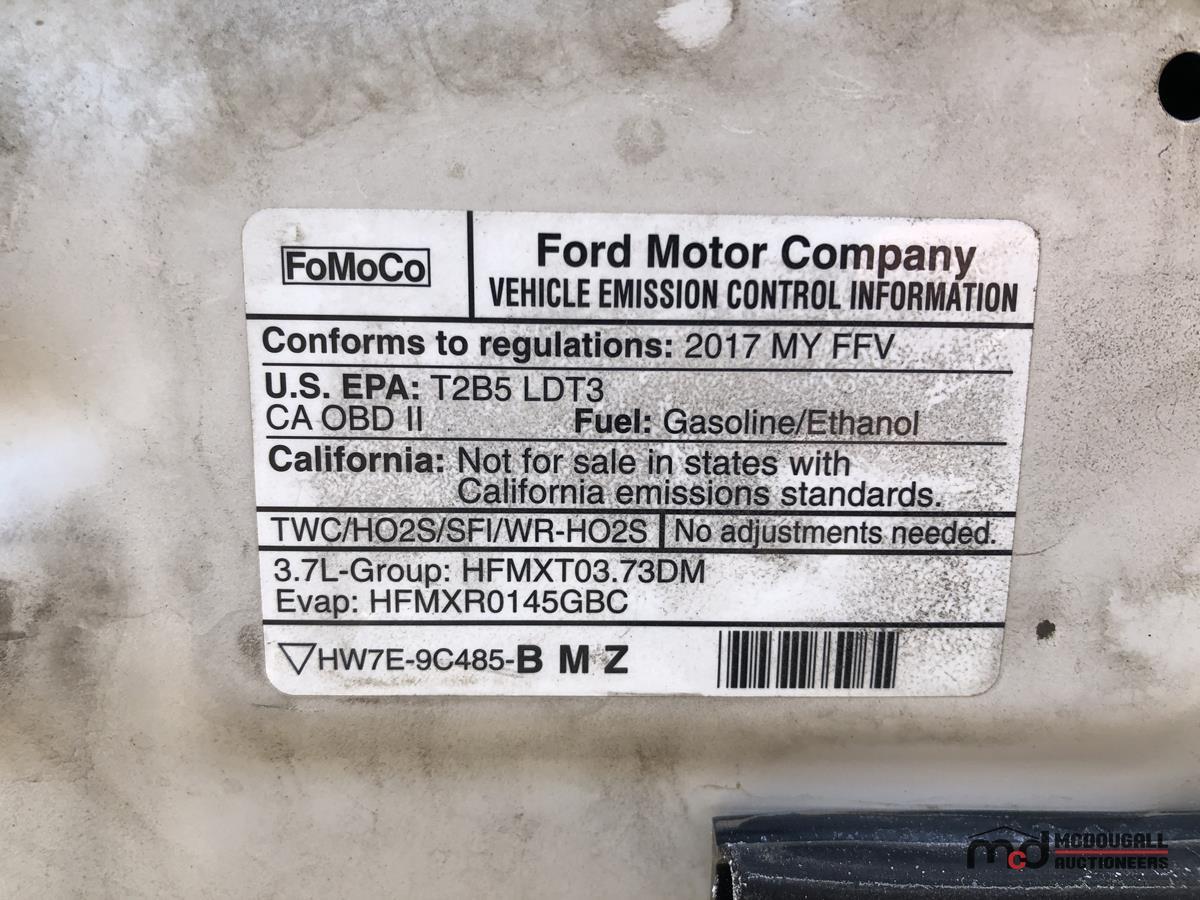 FoMoCo
Ford Motor Company
VEHICLE EMISSION CONTROL INFORMATION
Conforms to regulations: 2017 MY FFV
U.S. EPA: T2B5 LDT3
CA OBD II Fuel: Gasoline/Ethanol
California: Not for sale in states with
California emissions standards.
TWC/HO2S/SFI/WR-HO2S No adjustments needed.
3.7L-Group: HFMXT03.73DM
Evap: HFMXR0145GBC
HW7E-9C485-B M Z
mcd MCDOUGALL
AUCTIONEERS